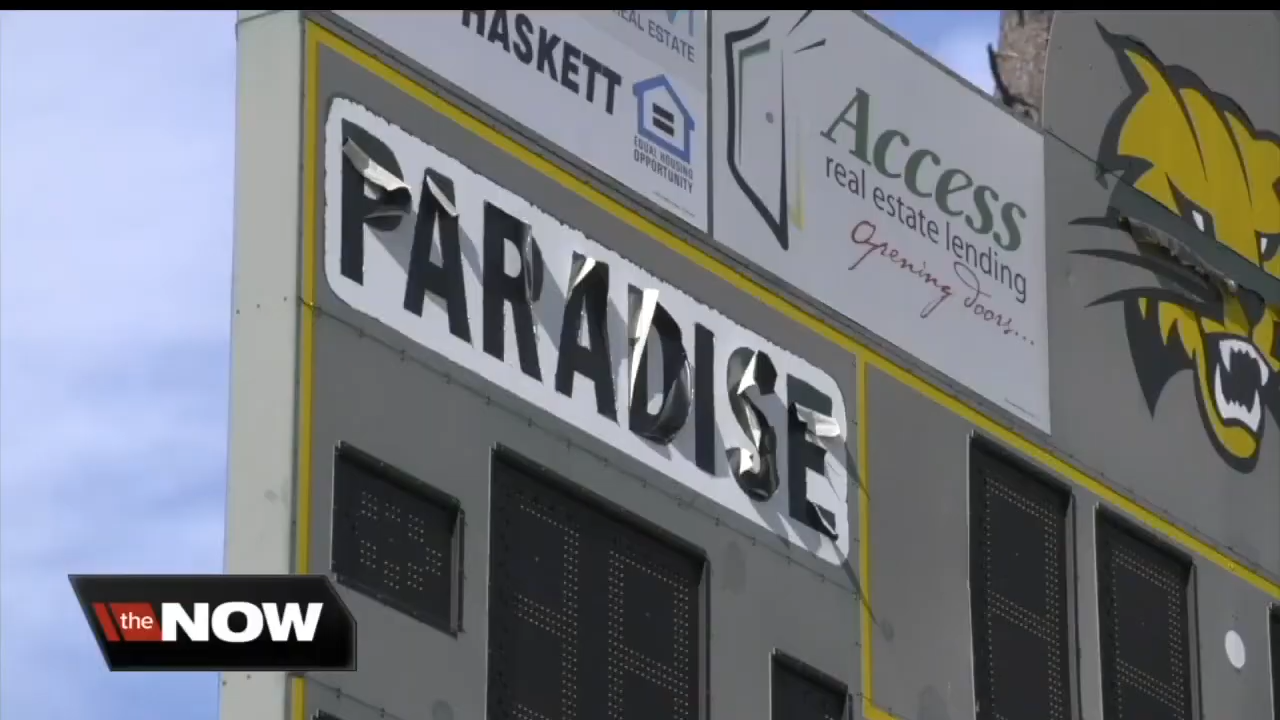 HASKETT
REAL ESTATE
EQUAL HOUSING
OPPORTUNITY
Access
real estate lending
Opening Doors...
PARADISE
the NOW